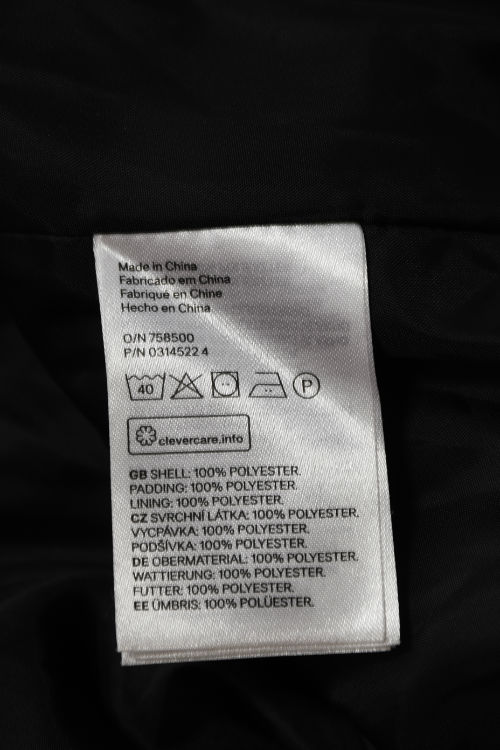 Made in China
Fabricado em China
Fabriqué en Chine
Hecho en China
O/N 758500
P/N 0314522 4
40
P
clevercare.info
GB SHELL: 100% POLYESTER.
PADDING: 100% POLYESTER.
LINING: 100% POLYESTER.
CZ SVRCHNÍ LÁTKA: 100% POLYESTER.
VYCPÁVKA: 100% POLYESTER.
PODŠÍVKA: 100% POLYESTER.
DE OBERMATERIAL: 100% POLYESTER.
WATTIERUNG: 100% POLYESTER.
FUTTER: 100% POLYESTER.
EE ÜMBRIS: 100% POLÜESTER.